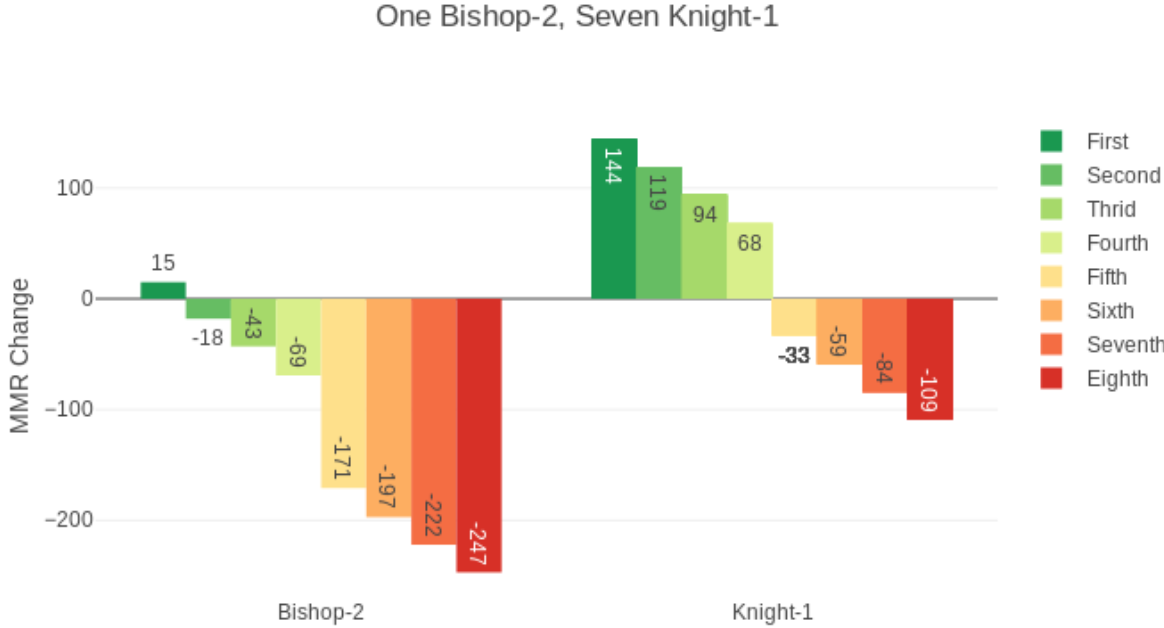 One Bishop-2, Seven Knight-1
MMR Change
100
0
−100
−200
15
-18
-43
-69
-171
-197
-222
-247
144
119
94
68
-33
-59
-84
-109
Bishop-2
Knight-1
First
Second
Thrid
Fourth
Fifth
Sixth
Seventh
Eighth